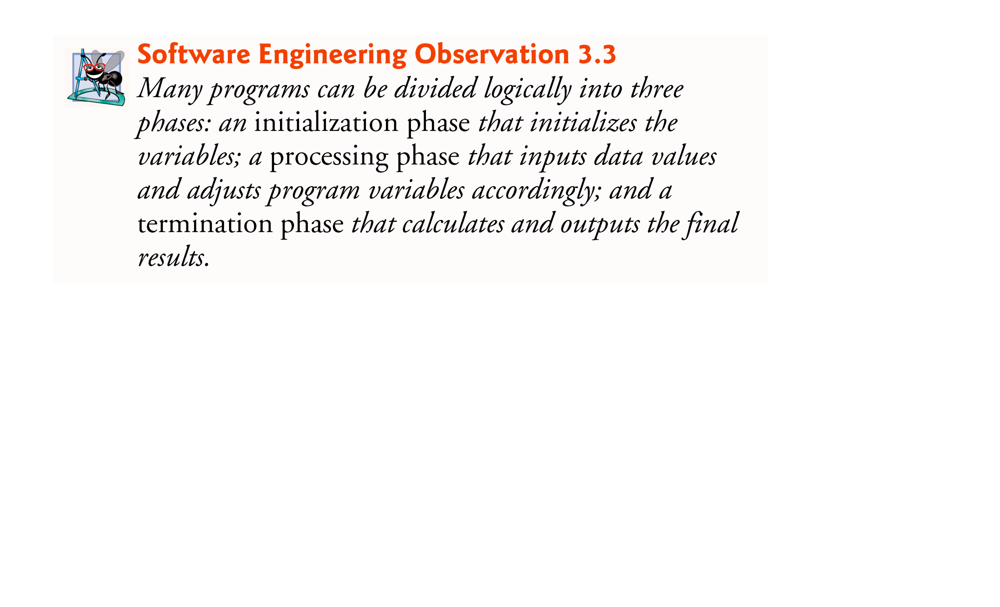 Software Engineering Observation 3.3
Many programs can be divided logically into three
phases: an initialization phase that initializes the
variables; a processing phase that inputs data values
and adjusts program variables accordingly; and a
termination phase that calculates and outputs the final
results.